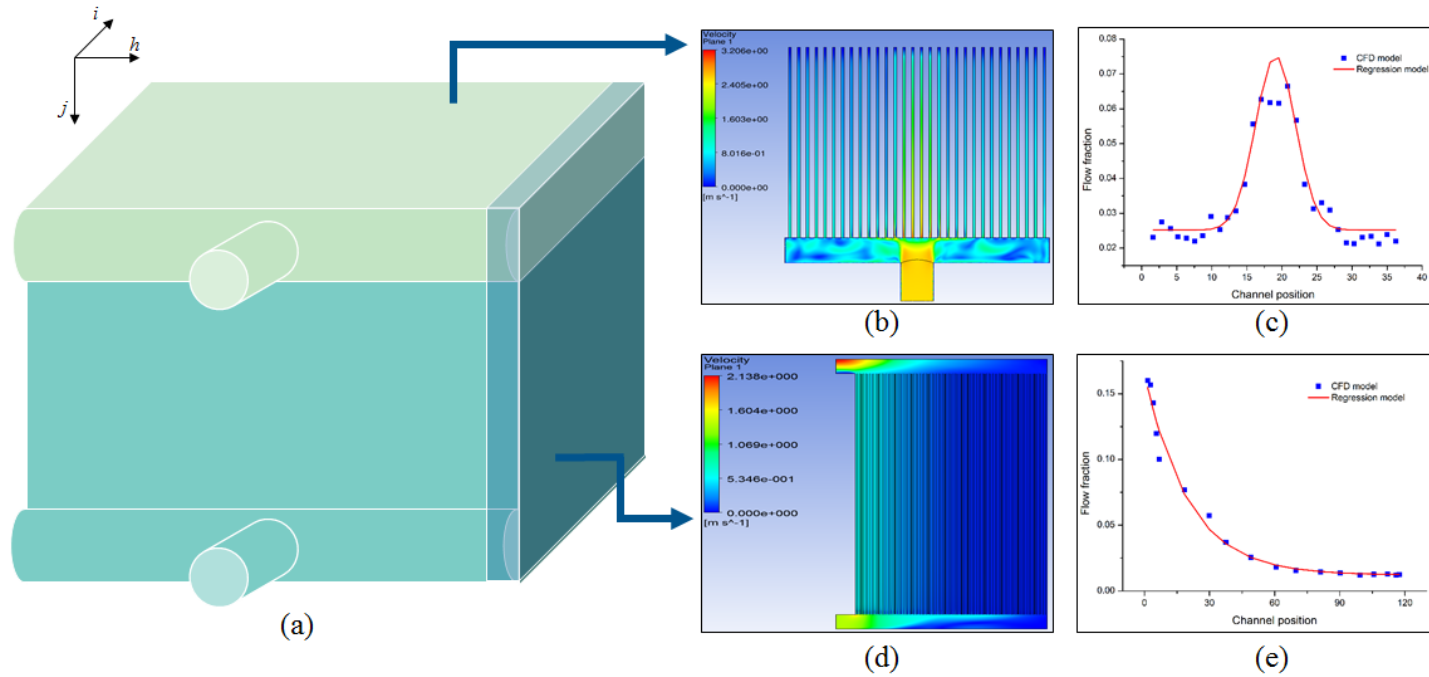 i
h
j
(a)
Velocity
Plane 1
3.206e+00
2.405e+00
1.603e+00
8.016e-01
0.000e+00
[m s^-1]
(b)
0.08
0.07
0.06
0.05
0.04
0.03
0.02
Flow fraction
CFD model
Regression model
0 5 10 15 20 25 30 35 40
Channel position
(c)
Velocity
Plane 1
2.138e+000
1.604e+000
1.069e+000
5.346e-001
0.000e+000
[m s^-1]
(d)
0.15
0.10
0.05
0.00
Flow fraction
CFD model
Regression model
0 30 60 90 120
Channel position
(e)